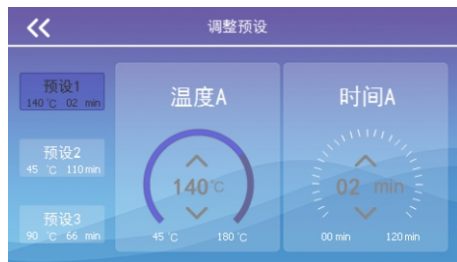 调整预设
预设1
140 ℃ 02 min
预设2
45 ℃ 110 min
预设3
90 ℃ 66 min
温度A
140℃
45 ℃ 180 ℃
时间A
02 min
00 min 120 min